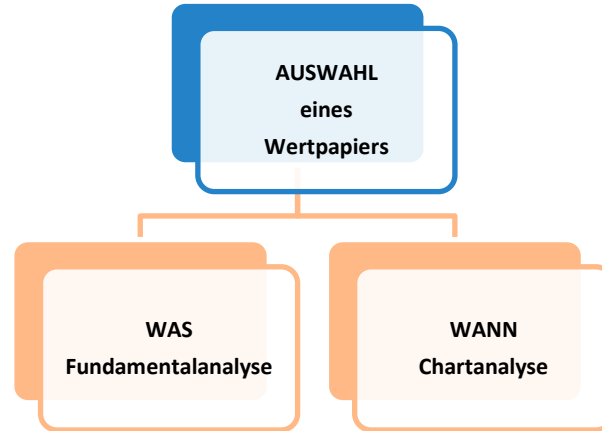 AUSWAHL
eines
Wertpapiers
WAS
Fundamentalanalyse
WANN
Chartanalyse